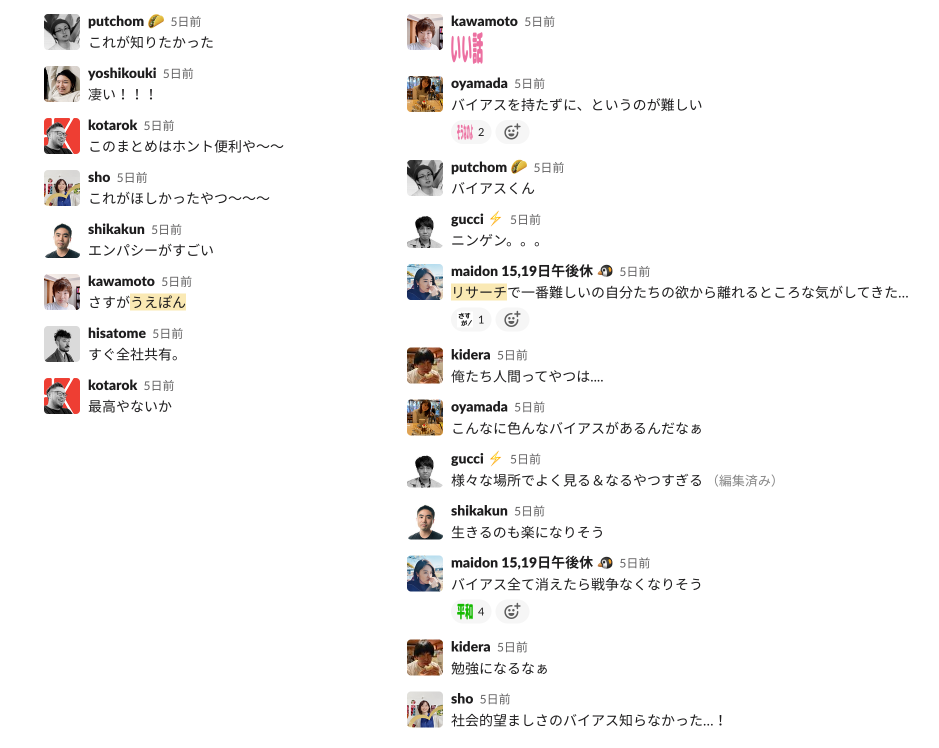 putchom 🌮 5日前
これが知りたかった
yoshikouki 5日前
凄い！！！
kotarok 5日前
このまとめはホント便利や〜〜
sho 5日前
これがほしかったやつ〜〜〜
shikakun 5日前
エンパシーがすごい
kawamoto 5日前
さすがうえぽん
hisatome 5日前
すぐ全社共有。
kotarok 5日前
最高やないか
kawamoto 5日前
いい話
oyamada 5日前
バイアスを持たずに、というのが難しい
そうなのよ 2
putchom 🌮 5日前
バイアスくん
gucci ⚡ 5日前
ニンゲン。。。
maidon 15,19日午後休 5日前
リサーチで一番難しいの自分たちの欲から離れるところな気がしてきた...
さすが! 1
kidera 5日前
俺たち人間ってやつは....
oyamada 5日前
こんなに色んなバイアスがあるんだなぁ
gucci ⚡ 5日前
様々な場所でよく見る＆なるやつすぎる （編集済み）
shikakun 5日前
生きるのも楽になりそう
maidon 15,19日午後休 5日前
バイアス全て消えたら戦争なくなりそう
平和 4
kidera 5日前
勉強になるなぁ
sho 5日前
社会的望ましさのバイアス知らなかった...！